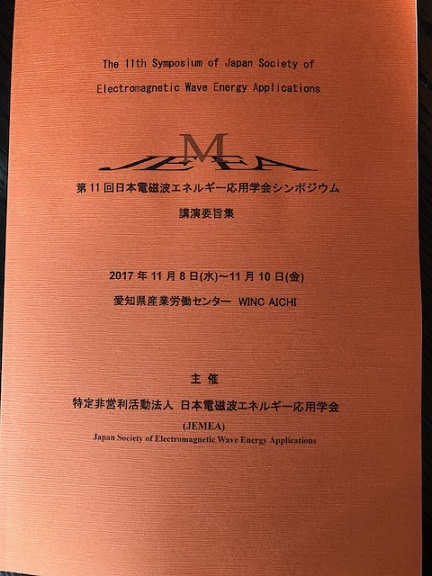 The 11th Symposium of Japan Society of
Electromagnetic Wave Energy Applications
JEMEA
第11回日本電磁波エネルギー応用学会シンポジウム
講演要旨集
2017年11月8日(水)～11月10日(金)
愛知県産業労働センター WINC AICHI
主 催
特定非営利活動法人 日本電磁波エネルギー応用学会
(JEMEA)
Japan Society of Electromagnetic Wave Energy Applications